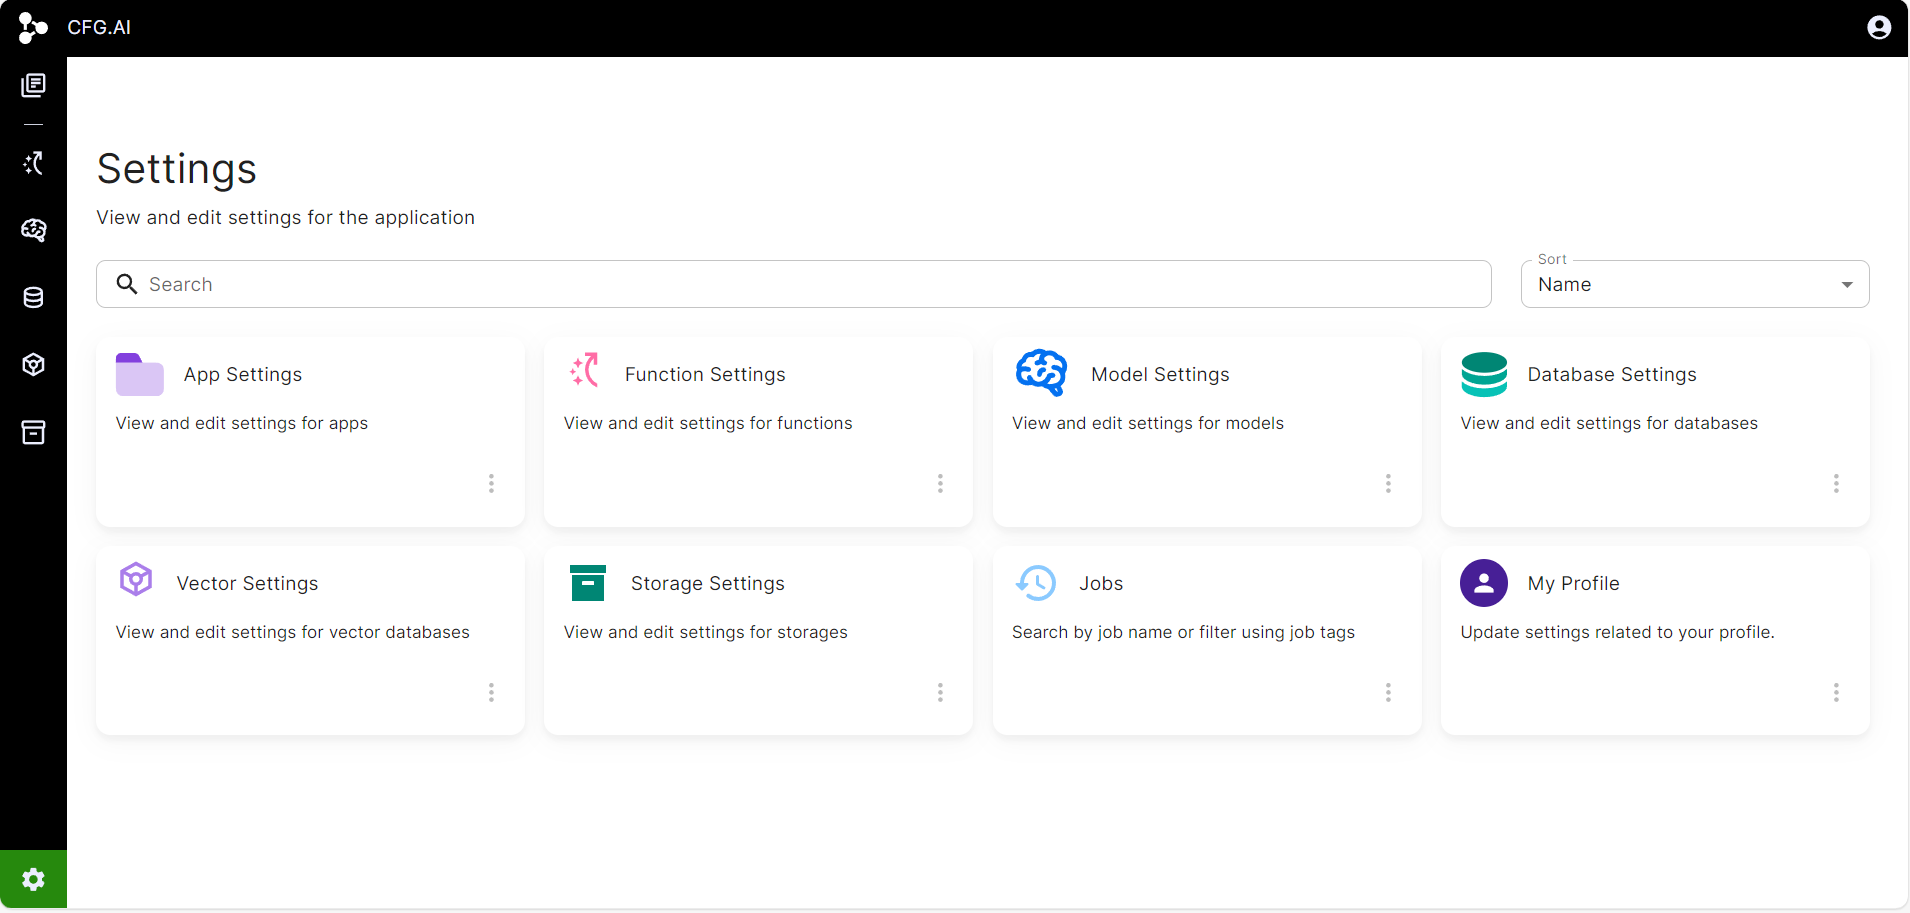 CFG.AI
Settings
View and edit settings for the application
Search
Sort
Name
App Settings
View and edit settings for apps
Function Settings
View and edit settings for functions
Model Settings
View and edit settings for models
Database Settings
View and edit settings for databases
Vector Settings
View and edit settings for vector databases
Storage Settings
View and edit settings for storages
Jobs
Search by job name or filter using job tags
My Profile
Update settings related to your profile.